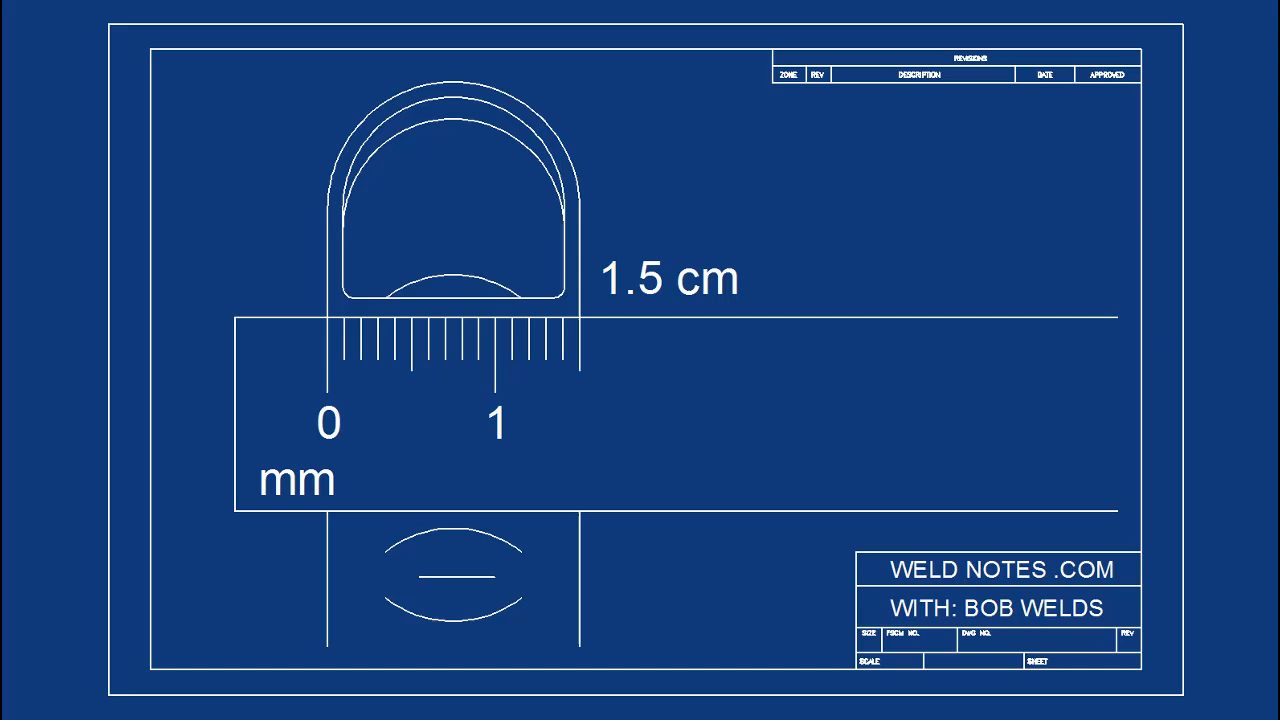 REVISIONS
ZONE REV DESCRIPTION DATE APPROVED
1.5 cm
0 1
mm
WELD NOTES .COM
WITH: BOB WELDS
SIZE FSCM NO. DWG NO. REV
SCALE SHEET